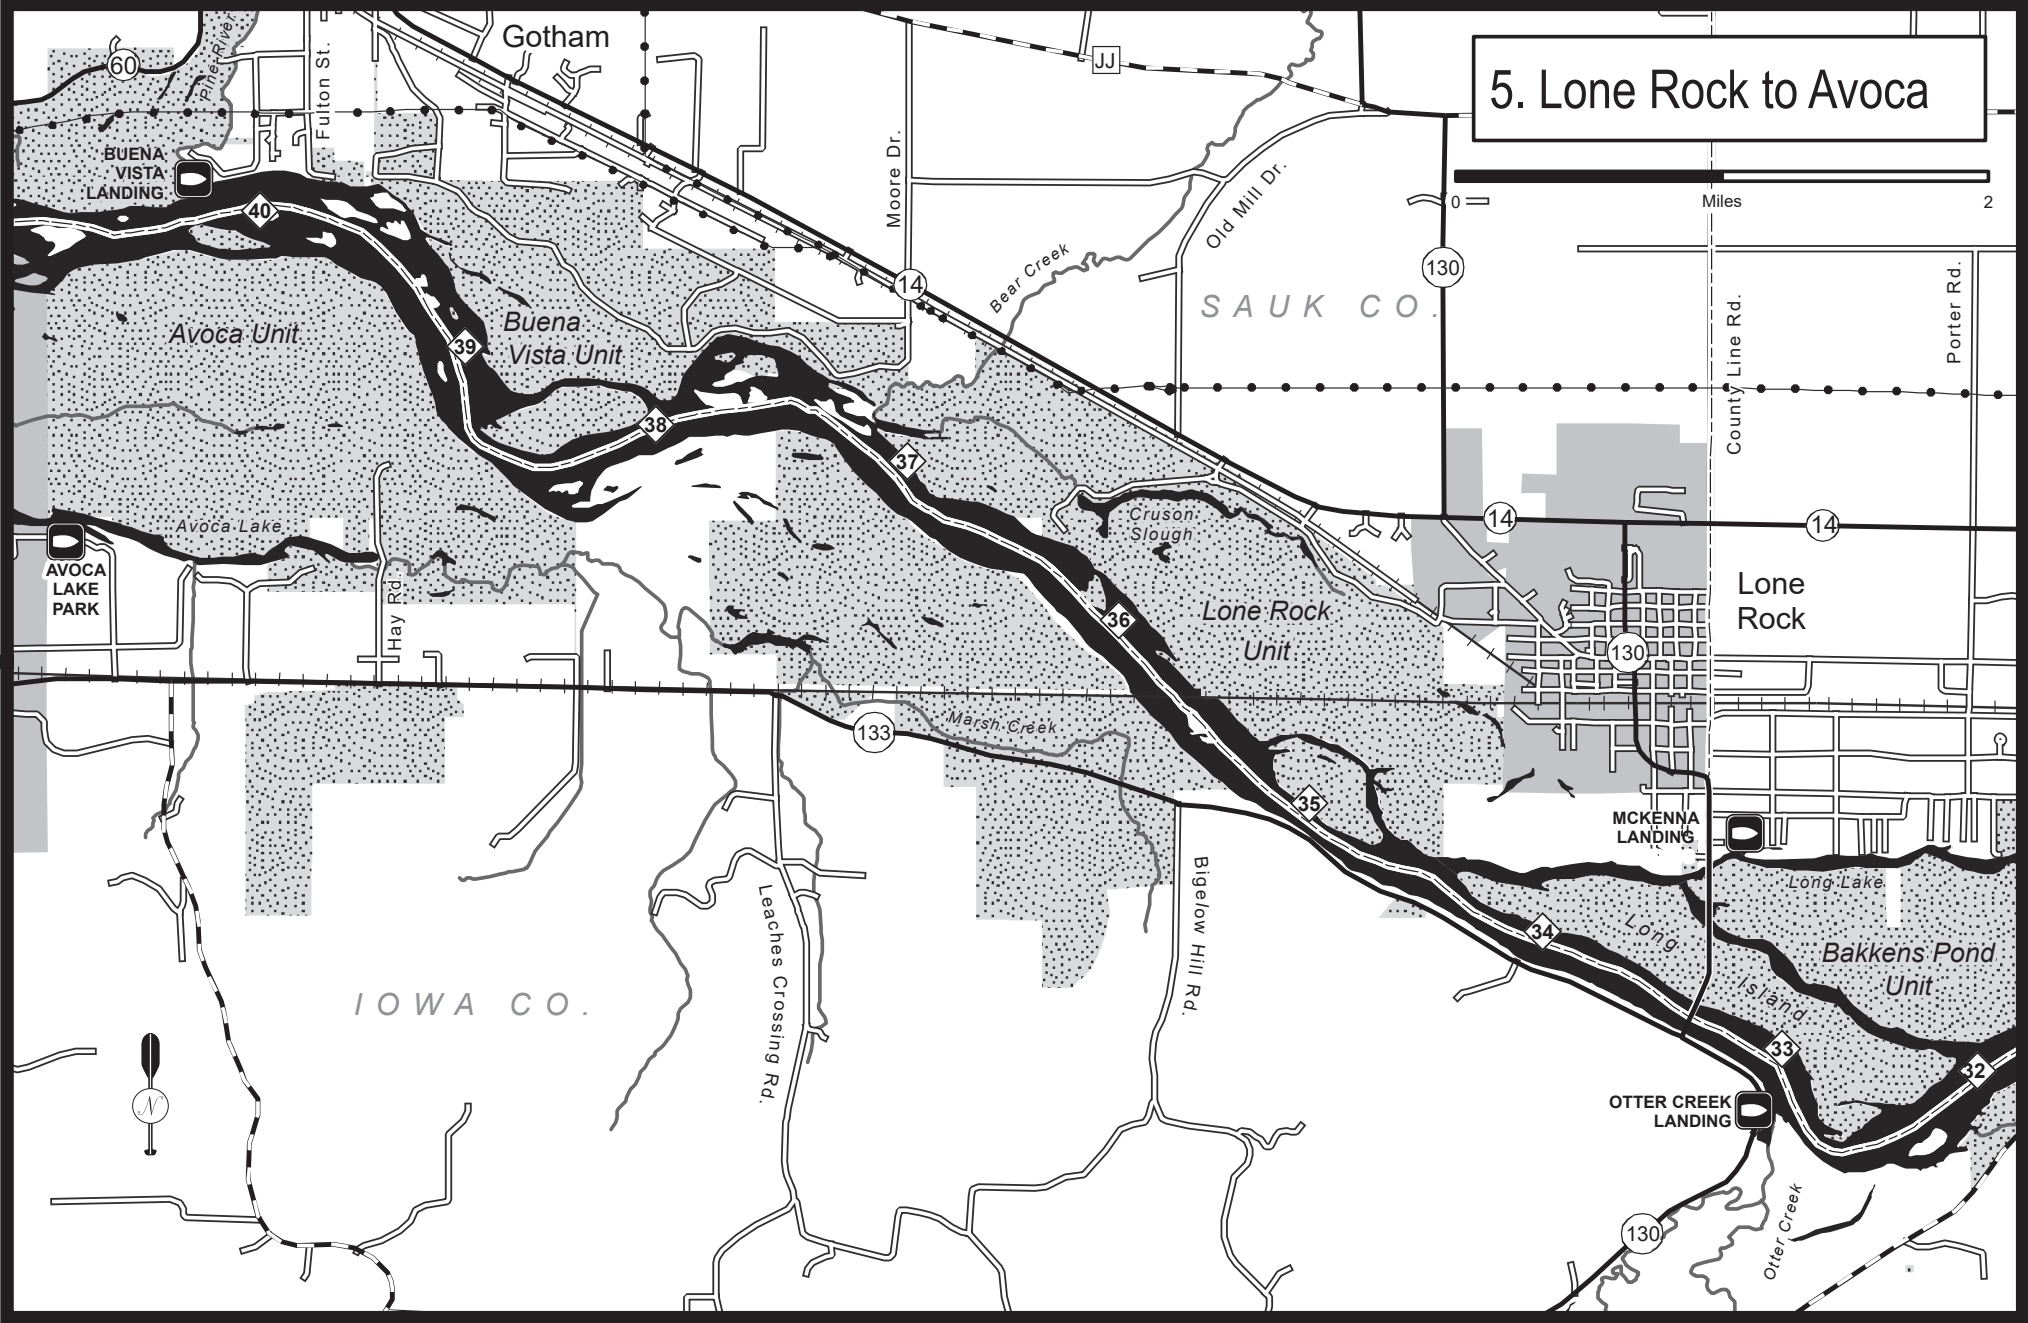 5. Lone Rock to Avoca
0
Miles
2
Gotham
JJ
60
Pine River
Fulton St.
Moore Dr.
Old Mill Dr.
Bear Creek
130
SAUK CO.
County Line Rd.
Porter Rd.
BUENA
VISTA
LANDING
40
14
Avoca Unit
39
Buena
Vista Unit
38
37
Cruson
Slough
14
14
Avoca Lake
AVOCA
LAKE
PARK
Hay Rd
36
Lone Rock
Unit
Lone
Rock
130
133
Marsh Creek
35
MCKENNA
LANDING
Long Lake
Leaches Crossing Rd.
Bigelow Hill Rd.
34
Long
Island
Bakkens Pond
Unit
IOWA CO.
33
32
N
OTTER CREEK
LANDING
130
Otter Creek